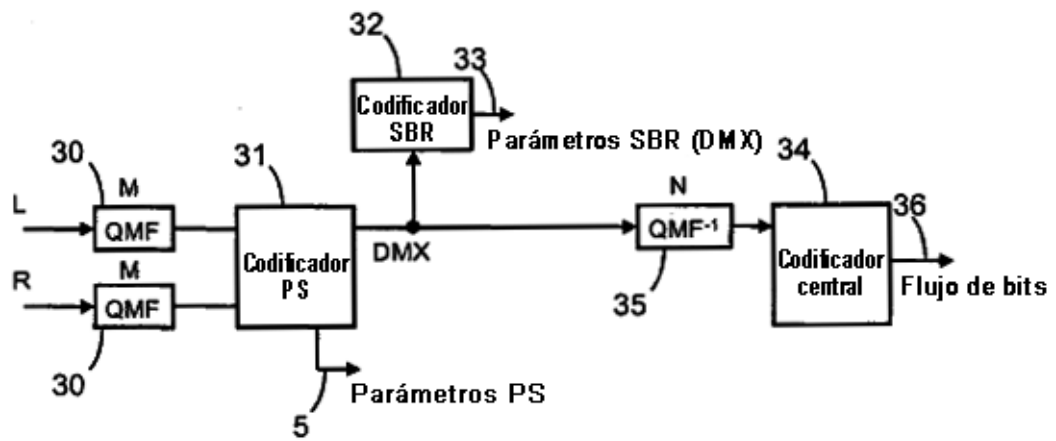 32
33
Codificador
SBR
Parámetros SBR (DMX)
30
31
34
L
M
QMF
N
QMF-1
36
DMX
Codificador
PS
Codificador
central
Flujo de bits
R
M
QMF
35
30
5
Parámetros PS